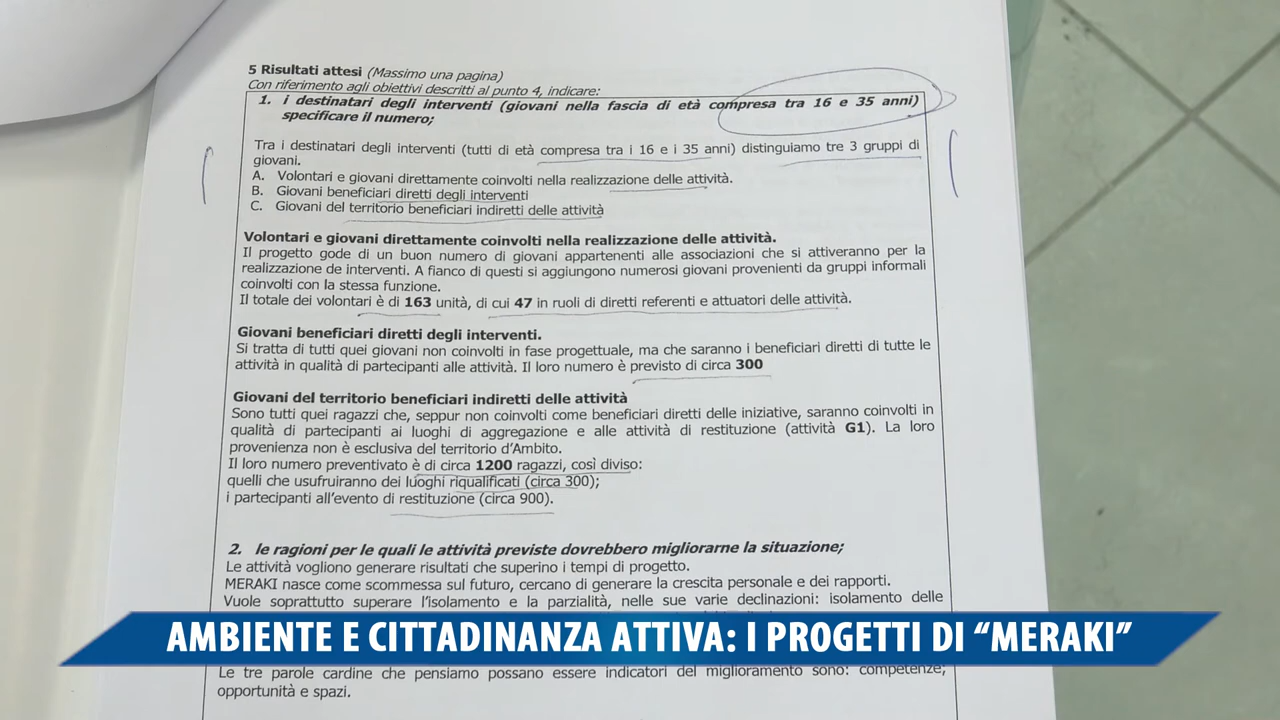 5 Risultati attesi (Massimo una pagina)
Con riferimento agli obiettivi descritti al punto 4, indicare:
1. i destinatari degli interventi (giovani nella fascia di età compresa tra 16 e 35 anni)
specificare il numero;
Tra i destinatari degli interventi (tutti di età compresa tra i 16 e i 35 anni) distinguiamo tre 3 gruppi di
giovani.
A. Volontari e giovani direttamente coinvolti nella realizzazione delle attività.
B. Giovani beneficiari diretti degli interventi
C. Giovani del territorio beneficiari indiretti delle attività
Volontari e giovani direttamente coinvolti nella realizzazione delle attività.
Il progetto gode di un buon numero di giovani appartenenti alle associazioni che si attiveranno per la
realizzazione de interventi. A fianco di questi si aggiungono numerosi giovani provenienti da gruppi informali
coinvolti con la stessa funzione.
Il totale dei volontari è di 163 unità, di cui 47 in ruoli di diretti referenti e attuatori delle attività.
Giovani beneficiari diretti degli interventi.
Si tratta di tutti quei giovani non coinvolti in fase progettuale, ma che saranno i beneficiari diretti di tutte le
attività in qualità di partecipanti alle attività. Il loro numero è previsto di circa 300
Giovani del territorio beneficiari indiretti delle attività
Sono tutti quei ragazzi che, seppur non coinvolti come beneficiari diretti delle iniziative, saranno coinvolti in
qualità di partecipanti ai luoghi di aggregazione e alle attività di restituzione (attività G1). La loro
provenienza non è esclusiva del territorio d'Ambito.
Il loro numero preventivato è di circa 1200 ragazzi, così diviso:
quelli che usufruiranno dei luoghi riqualificati (circa 300);
i partecipanti all'evento di restituzione (circa 900).
2. le ragioni per le quali le attività previste dovrebbero migliorarne la situazione;
Le attività vogliono generare risultati che superino i tempi di progetto.
MERAKI nasce come scommessa sul futuro, cercano di generare la crescita personale e dei rapporti.
Vuole soprattutto superare l'isolamento e la parzialità, nelle sue varie declinazioni: isolamento delle
AMBIENTE E CITTADINANZA ATTIVA: I PROGETTI DI “MERAKI”
Le tre parole cardine che pensiamo possano essere indicatori del miglioramento sono: competenze,
opportunità e spazi.